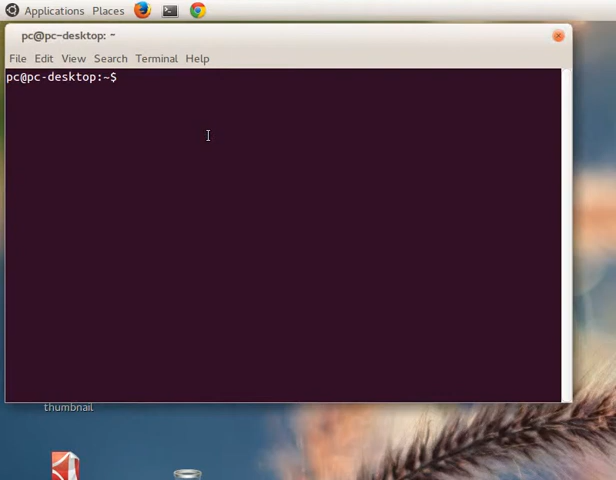 Applications Places
pc@pc-desktop: ~
File Edit View Search Terminal Help
pc@pc-desktop:~$
thumbnail